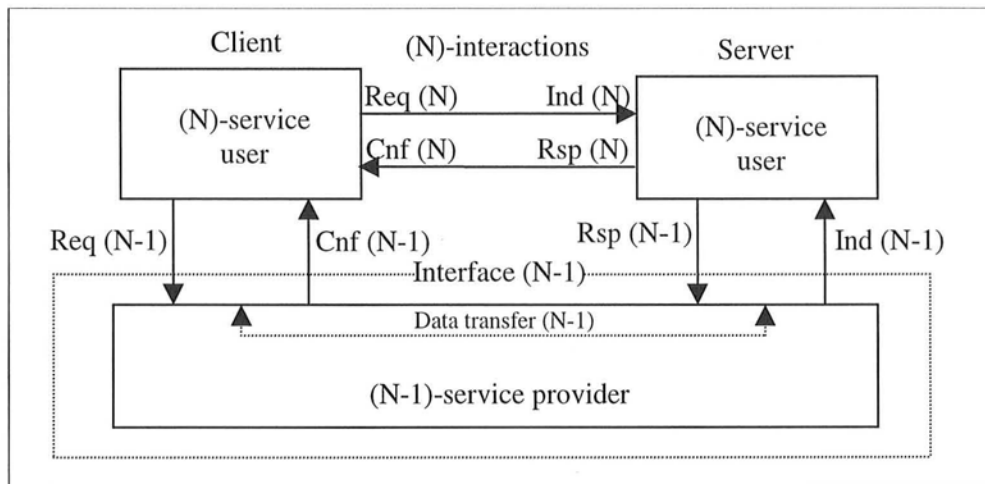 Client
(N)-interactions
Server
(N)-service
user
Req (N)
Ind (N)
Cnf (N)
Rsp (N)
(N)-service
user
Req (N-1)
Cnf (N-1)
Rsp (N-1)
Ind (N-1)
Interface (N-1)
Data transfer (N-1)
(N-1)-service provider